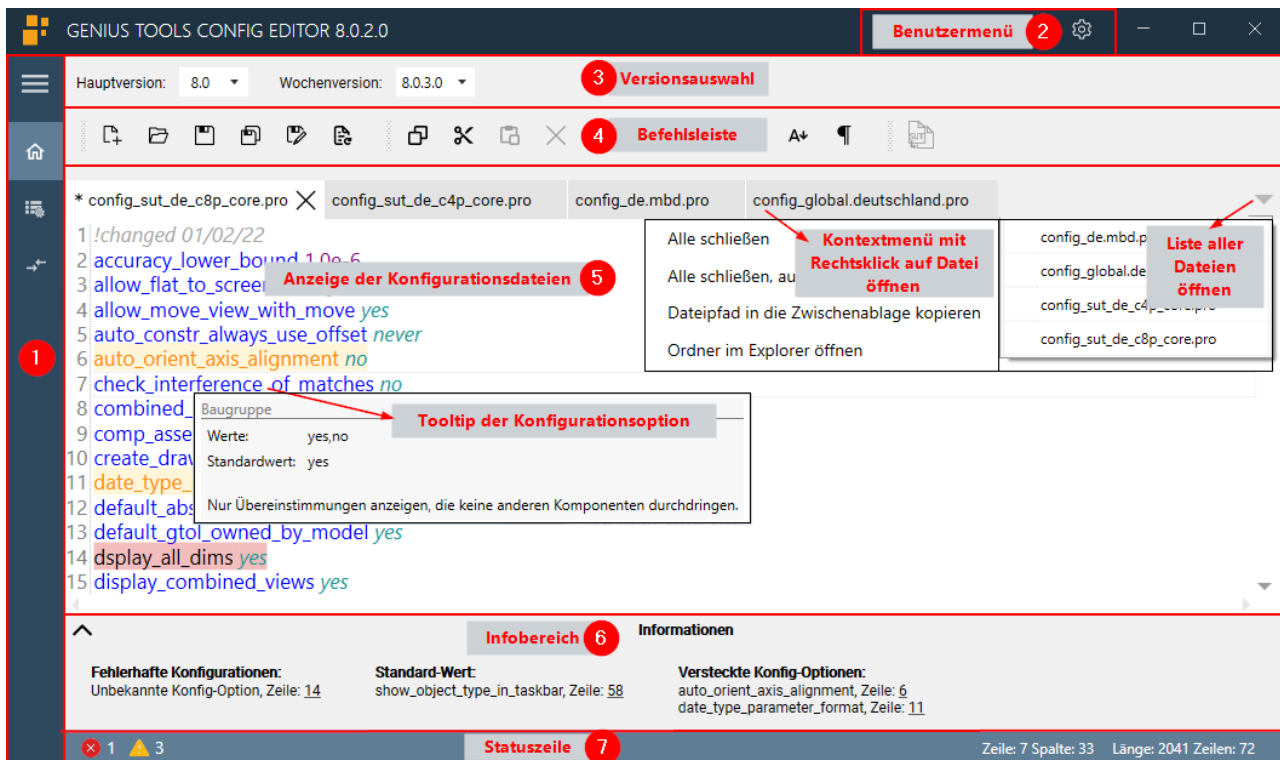 GENIUS TOOLS CONFIG EDITOR 8.0.2.0
Benutzermenü 2
Hauptversion: 8.0 Wochenversion: 8.0.3.0 3 Versionsauswahl
4 Befehlsleiste A SUT
* config_sut_de_c8p_core.pro config_sut_de_c4p_core.pro config_de.mbd.pro config_global.deutschland.pro
1 !changed 01/02/22
2 accuracy_lower_bound 1.0e-6
3 allow_flat_to_screen
4 allow_move_view_with_move yes
5 auto_constr_always_use_offset never
6 auto_orient_axis_alignment no
7 check_interference_of_matches no
8 combined_
9 comp_asse
10 create_draw
11 date_type_
12 default_abs
13 default_gtol_owned_by_model yes
14 dsplay_all_dims yes
15 display_combined_views yes
Anzeige der Konfigurationsdateien 5
1
Alle schließen
Alle schließen, au
Dateipfad in die Zwischenablage kopieren
Ordner im Explorer öffnen
Kontextmenü mit
Rechtsklick auf Datei
öffnen
config_de.mbd.p
config_global.de
config_sut_de_c4p_core.pro
config_sut_de_c8p_core.pro
Liste aller
Dateien
öffnen
Baugruppe
Werte: yes,no
Standardwert: yes
Nur Übereinstimmungen anzeigen, die keine anderen Komponenten durchdringen.
Tooltip der Konfigurationsoption
Infobereich 6
Informationen
Fehlerhafte Konfigurationen:
Unbekannte Konfig-Option, Zeile: 14
Standard-Wert:
show_object_type_in_taskbar, Zeile: 58
Versteckte Konfig-Optionen:
auto_orient_axis_alignment, Zeile: 6
date_type_parameter_format, Zeile: 11
1 3 Statuszeile 7 Zeile: 7 Spalte: 33 Länge: 2041 Zeilen: 72